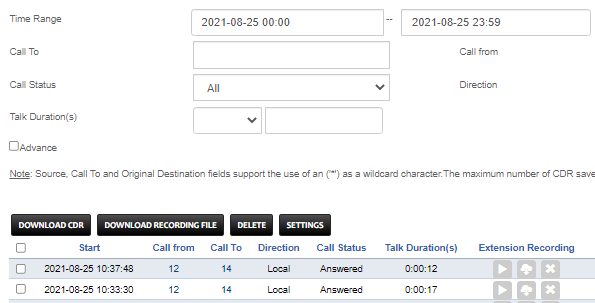 Time Range 2021-08-25 00:00 -- 2021-08-25 23:59
Call To Call from
Call Status All Direction
Talk Duration(s)
Advance
Note: Source, Call To and Original Destination fields support the use of an ('*') as a wildcard character.The maximum number of CDR save
DOWNLOAD CDR DOWNLOAD RECORDING FILE DELETE SETTINGS
Start Call from Call To Direction Call Status Talk Duration(s) Extension Recording
2021-08-25 10:37:48 12 14 Local Answered 0:00:12
2021-08-25 10:33:30 12 14 Local Answered 0:00:17